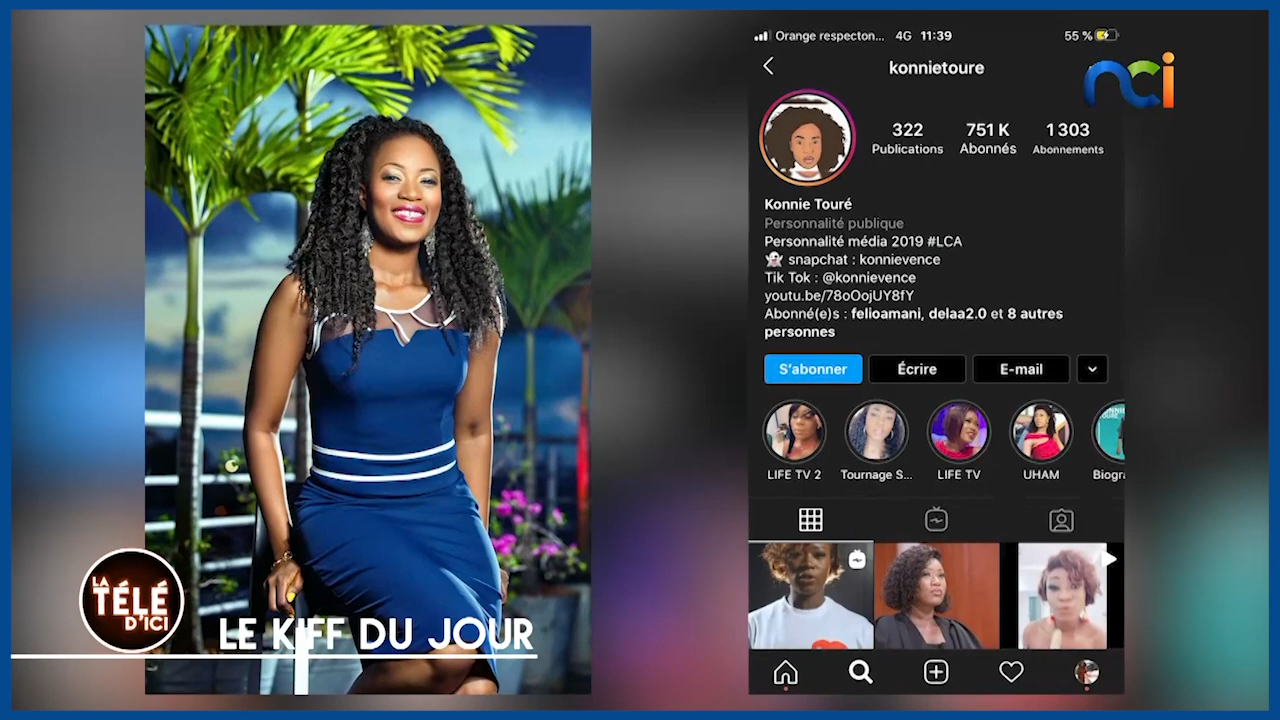 Orange respecton... 4G 11:39 55 %
konnietoure
nci
322 751 K 1 303
Publications Abonnés Abonnements
Konnie Touré
Personnalité publique
Personnalité média 2019 #LCA
snapchat : konnievence
Tik Tok : @konnievence
youtu.be/78oOojUY8fY
Abonné(e)s : felioamani, delaa2.0 et 8 autres
personnes
S'abonner Écrire E-mail
LIFE TV 2 Tournage S... LIFE TV UHAM Biogr
LA
TÉLÉ
D'ICI
LE KIFF DU JOUR